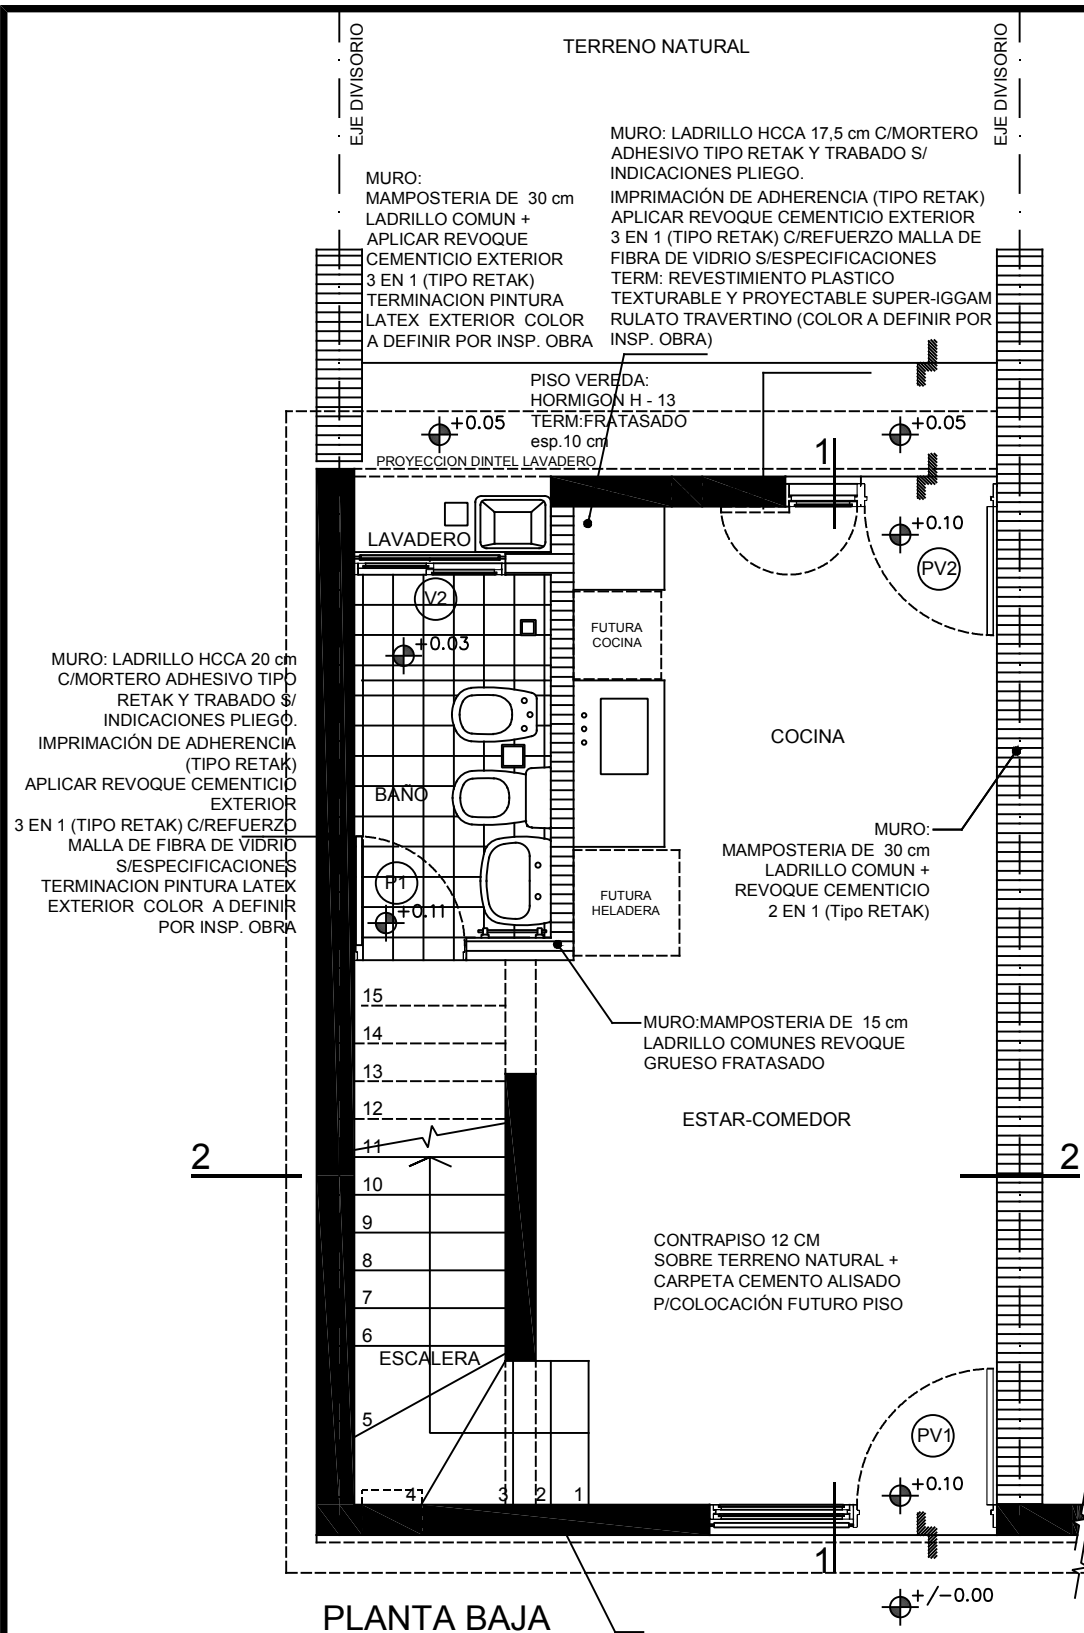 EJE DIVISORIO
TERRENO NATURAL
EJE DIVISORIO
MURO:
MAMPOSTERIA DE 30 cm
LADRILLO COMUN +
APLICAR REVOQUE
CEMENTICIO EXTERIOR
3 EN 1 (TIPO RETAK)
TERMINACION PINTURA
LATEX EXTERIOR COLOR
A DEFINIR POR INSP. OBRA
MURO: LADRILLO HCCA 17,5 cm C/MORTERO
ADHESIVO TIPO RETAK Y TRABADO S/
INDICACIONES PLIEGO.
IMPRIMACIÓN DE ADHERENCIA (TIPO RETAK)
APLICAR REVOQUE CEMENTICIO EXTERIOR
3 EN 1 (TIPO RETAK) C/REFUERZO MALLA DE
FIBRA DE VIDRIO S/ESPECIFICACIONES
TERM: REVESTIMIENTO PLASTICO
TEXTURABLE Y PROYECTABLE SUPER-IGGAM
RULATO TRAVERTINO (COLOR A DEFINIR POR
INSP. OBRA)
PISO VEREDA:
HORMIGON H - 13
TERM:FRATASADO
esp.10 cm
+0.05
+0.05
PROYECCION DINTEL LAVADERO
1
LAVADERO
+0.10
PV2
V2
+0.03
FUTURA
COCINA
MURO: LADRILLO HCCA 20 cm
C/MORTERO ADHESIVO TIPO
RETAK Y TRABADO S/
INDICACIONES PLIEGO.
IMPRIMACIÓN DE ADHERENCIA
(TIPO RETAK)
APLICAR REVOQUE CEMENTICIO
EXTERIOR
3 EN 1 (TIPO RETAK) C/REFUERZO
MALLA DE FIBRA DE VIDRIO
S/ESPECIFICACIONES
TERMINACION PINTURA LATEX
EXTERIOR COLOR A DEFINIR
POR INSP. OBRA
COCINA
BAÑO
P1
+0.11
FUTURA
HELADERA
MURO:
MAMPOSTERIA DE 30 cm
LADRILLO COMUN +
REVOQUE CEMENTICIO
2 EN 1 (Tipo RETAK)
MURO:MAMPOSTERIA DE 15 cm
LADRILLO COMUNES REVOQUE
GRUESO FRATASADO
15
14
13
12
11
10
9
8
7
6
ESCALERA
5
4
3
2
1
ESTAR-COMEDOR
2
2
CONTRAPISO 12 CM
SOBRE TERRENO NATURAL +
CARPETA CEMENTO ALISADO
P/COLOCACIÓN FUTURO PISO
PV1
+0.10
1
+/-0.00
PLANTA BAJA